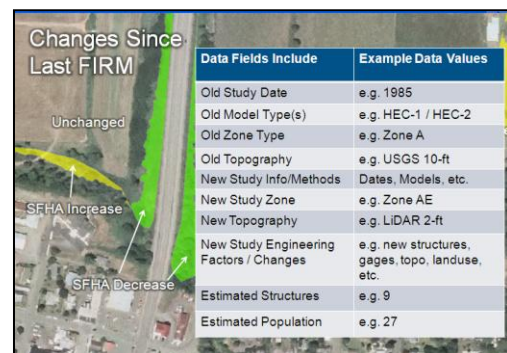 Changes Since
Last FIRM
Unchanged
SFHA Increase
SFHA Decrease
Data Fields Include Example Data Values
Old Study Date e.g. 1985
Old Model Type(s) e.g. HEC-1 / HEC-2
Old Zone Type e.g. Zone A
Old Topography e.g. USGS 10-ft
New Study Info/Methods Dates, Models, etc.
New Study Zone e.g. Zone AE
New Topography e.g. LiDAR 2-ft
New Study Engineering e.g. new structures,
Factors / Changes gages, topo, landuse,
etc.
Estimated Structures e.g. 9
Estimated Population e.g. 27